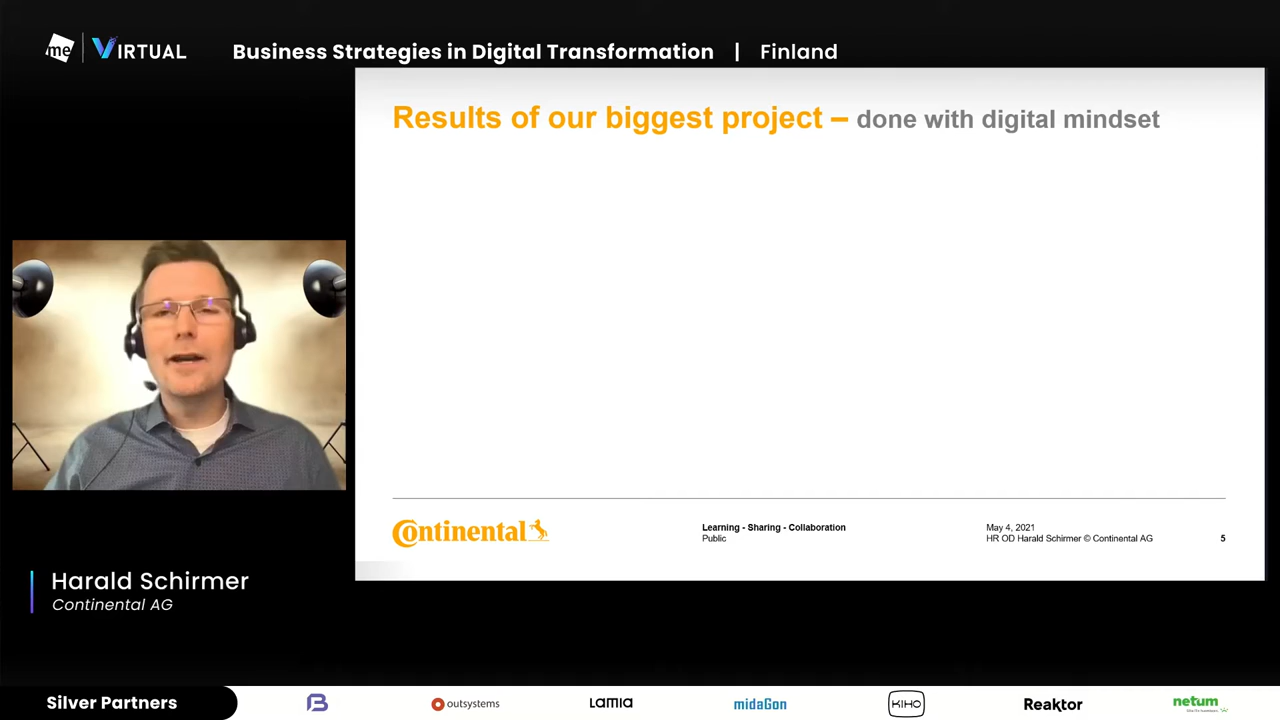 me
VIRTUAL
Business Strategies in Digital Transformation | Finland
Results of our biggest project – done with digital mindset
Continental
Learning - Sharing - Collaboration
Public
May 4, 2021
HR OD Harald Schirmer © Continental AG
5
Harald Schirmer
Continental AG
Silver Partners
outsystems
LAMIA
midaGon
KIHO
Reaktor
netum